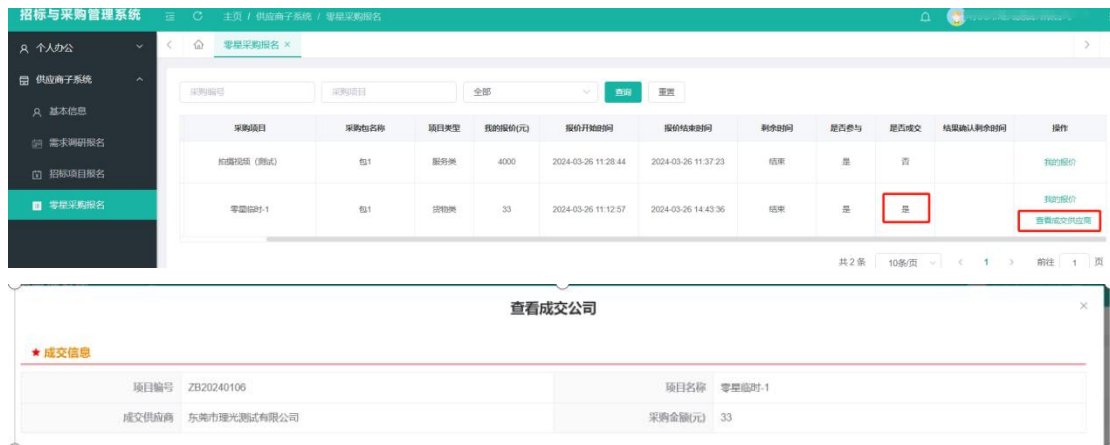 招标与采购管理系统
主页 / 供应商子系统 / 零星采购报名
个人办公
零星采购报名 ×
供应商子系统
基本信息
需求调研报名
招标项目报名
零星采购报名
采购编号 采购项目 全部 查询 重置
采购项目 采购包名称 项目类型 我的报价(元) 报价开始时间 报价结束时间 剩余时间 是否参与 是否成交 结果确认剩余时间 操作
拍摄视频（测试） 包1 服务类 4000 2024-03-26 11:28:44 2024-03-26 11:37:23 结束 是 否 我的报价
零星临时-1 包1 货物类 33 2024-03-26 11:12:57 2024-03-26 14:43:36 结束 是 是 我的报价
查看成交供应商
共 2 条 10条/页 1 前往 1 页
查看成交公司
★ 成交信息
项目编号 ZB20240106 项目名称 零星临时-1
成交供应商 东莞市理光测试有限公司 采购金额(元) 33